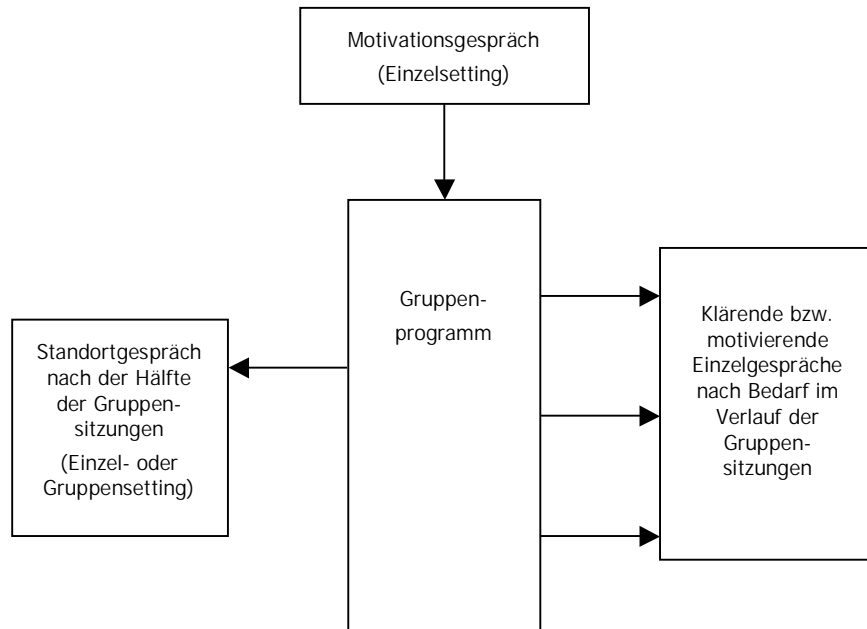 Motivationsgespräch
(Einzelsetting)
Gruppen-
programm
Standortgespräch
nach der Hälfte
der Gruppen-
sitzungen
(Einzel- oder
Gruppensetting)
Klärende bzw.
motivierende
Einzelgespräche
nach Bedarf im
Verlauf der
Gruppen-
sitzungen